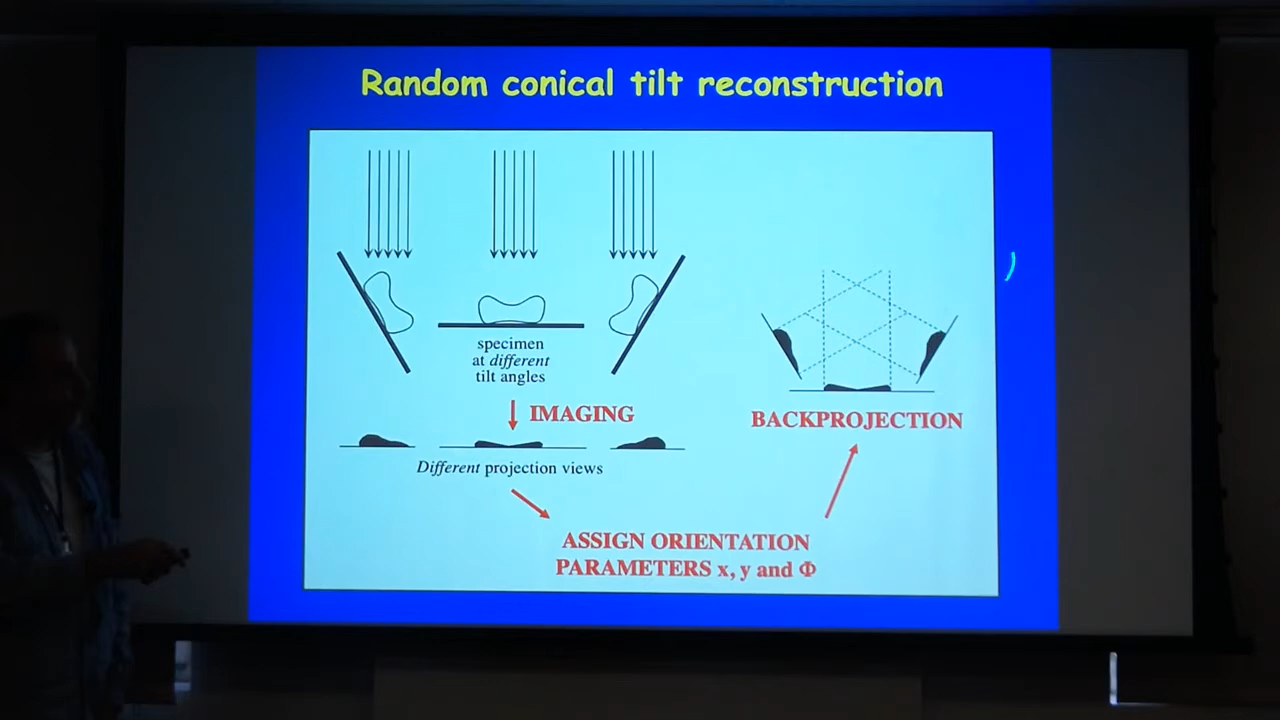 Random conical tilt reconstruction
specimen
at different
tilt angles
IMAGING
Different projection views
ASSIGN ORIENTATION
PARAMETERS x, y and Φ
BACKPROJECTION